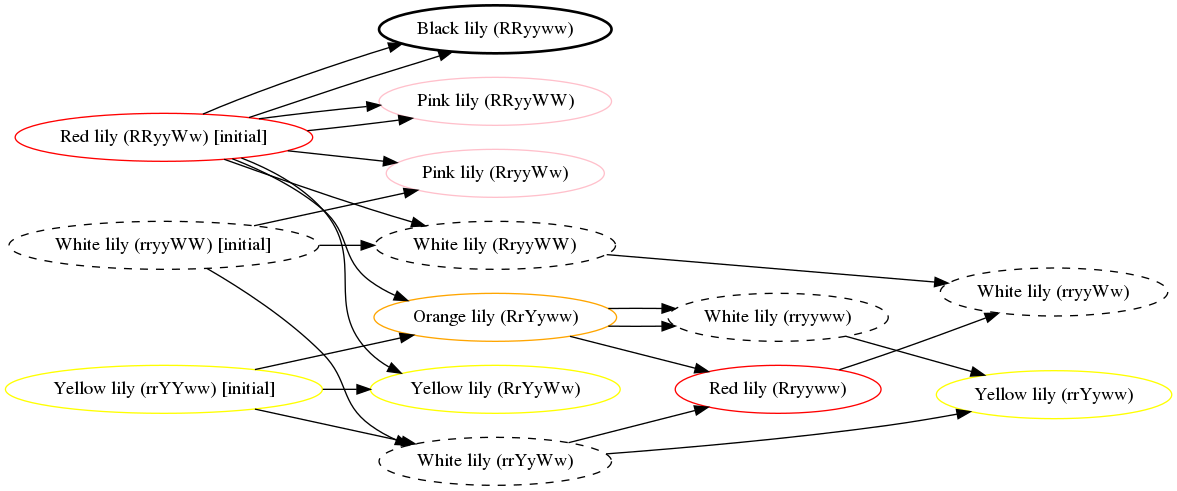 Black lily (RRyyww)
Pink lily (RRyyWW)
Red lily (RRyyWw) [initial]
Pink lily (RryyWw)
White lily (rryyWW) [initial]
White lily (RryyWW)
White lily (rryyWw)
Orange lily (RrYyww)
White lily (rryyww)
Yellow lily (rrYYww) [initial]
Yellow lily (RrYyWw)
Red lily (Rryyww)
Yellow lily (rrYyww)
White lily (rrYyWw)